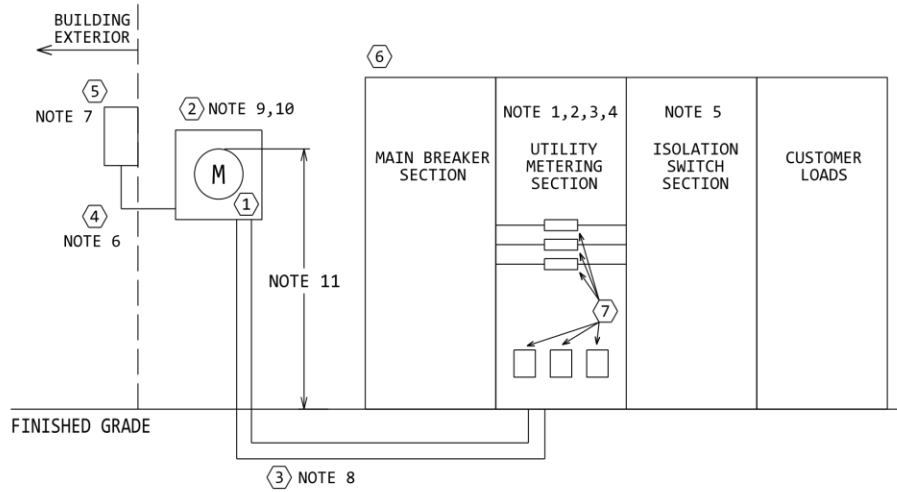 BUILDING
EXTERIOR
6
5
NOTE 7
2 NOTE 9,10
NOTE 1,2,3,4
NOTE 5
MAIN BREAKER
SECTION
UTILITY
METERING
SECTION
ISOLATION
SWITCH
SECTION
CUSTOMER
LOADS
M
1
4
NOTE 6
NOTE 11
7
FINISHED GRADE
3 NOTE 8